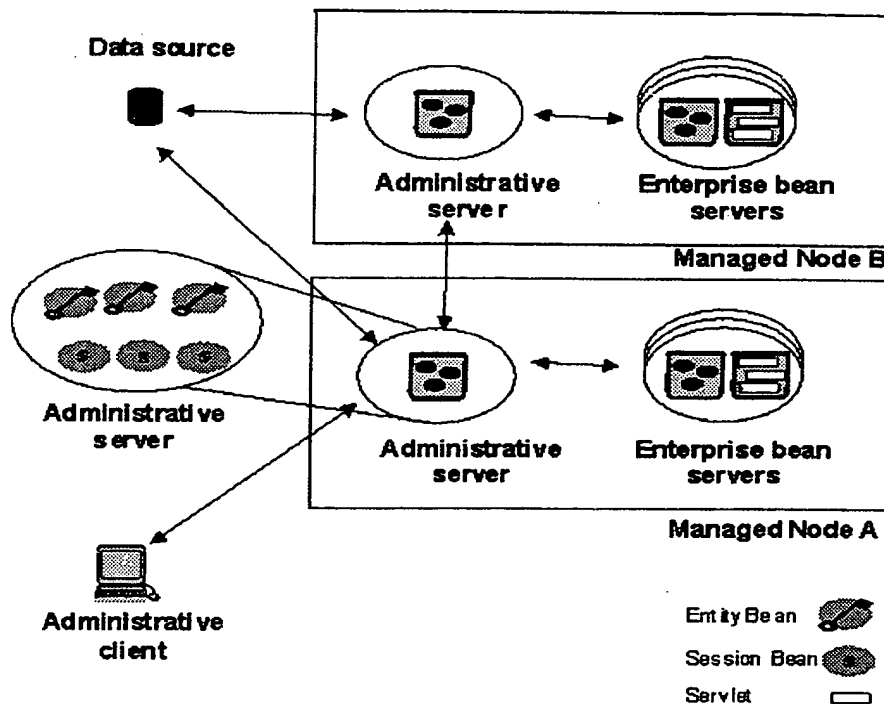 Data source
Administrative
server
Enterprise bean
servers
Managed Node B
Administrative
server
Administrative
server
Enterprise bean
servers
Managed Node A
Administrative
client
Entity Bean
Session Bean
S
Servlet
S
S
S